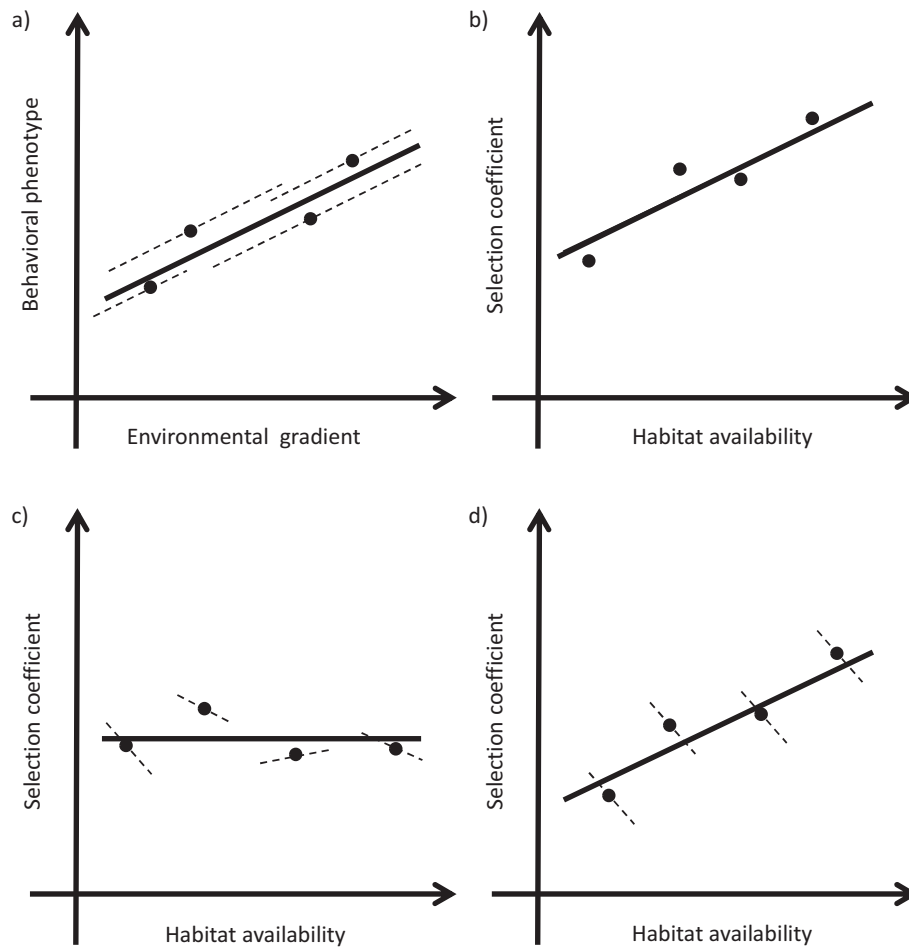 a)
Behavioral phenotype
Environmental gradient
b)
Selection coefficient
Habitat availability
c)
Selection coefficient
Habitat availability
d)
Selection coefficient
Habitat availability